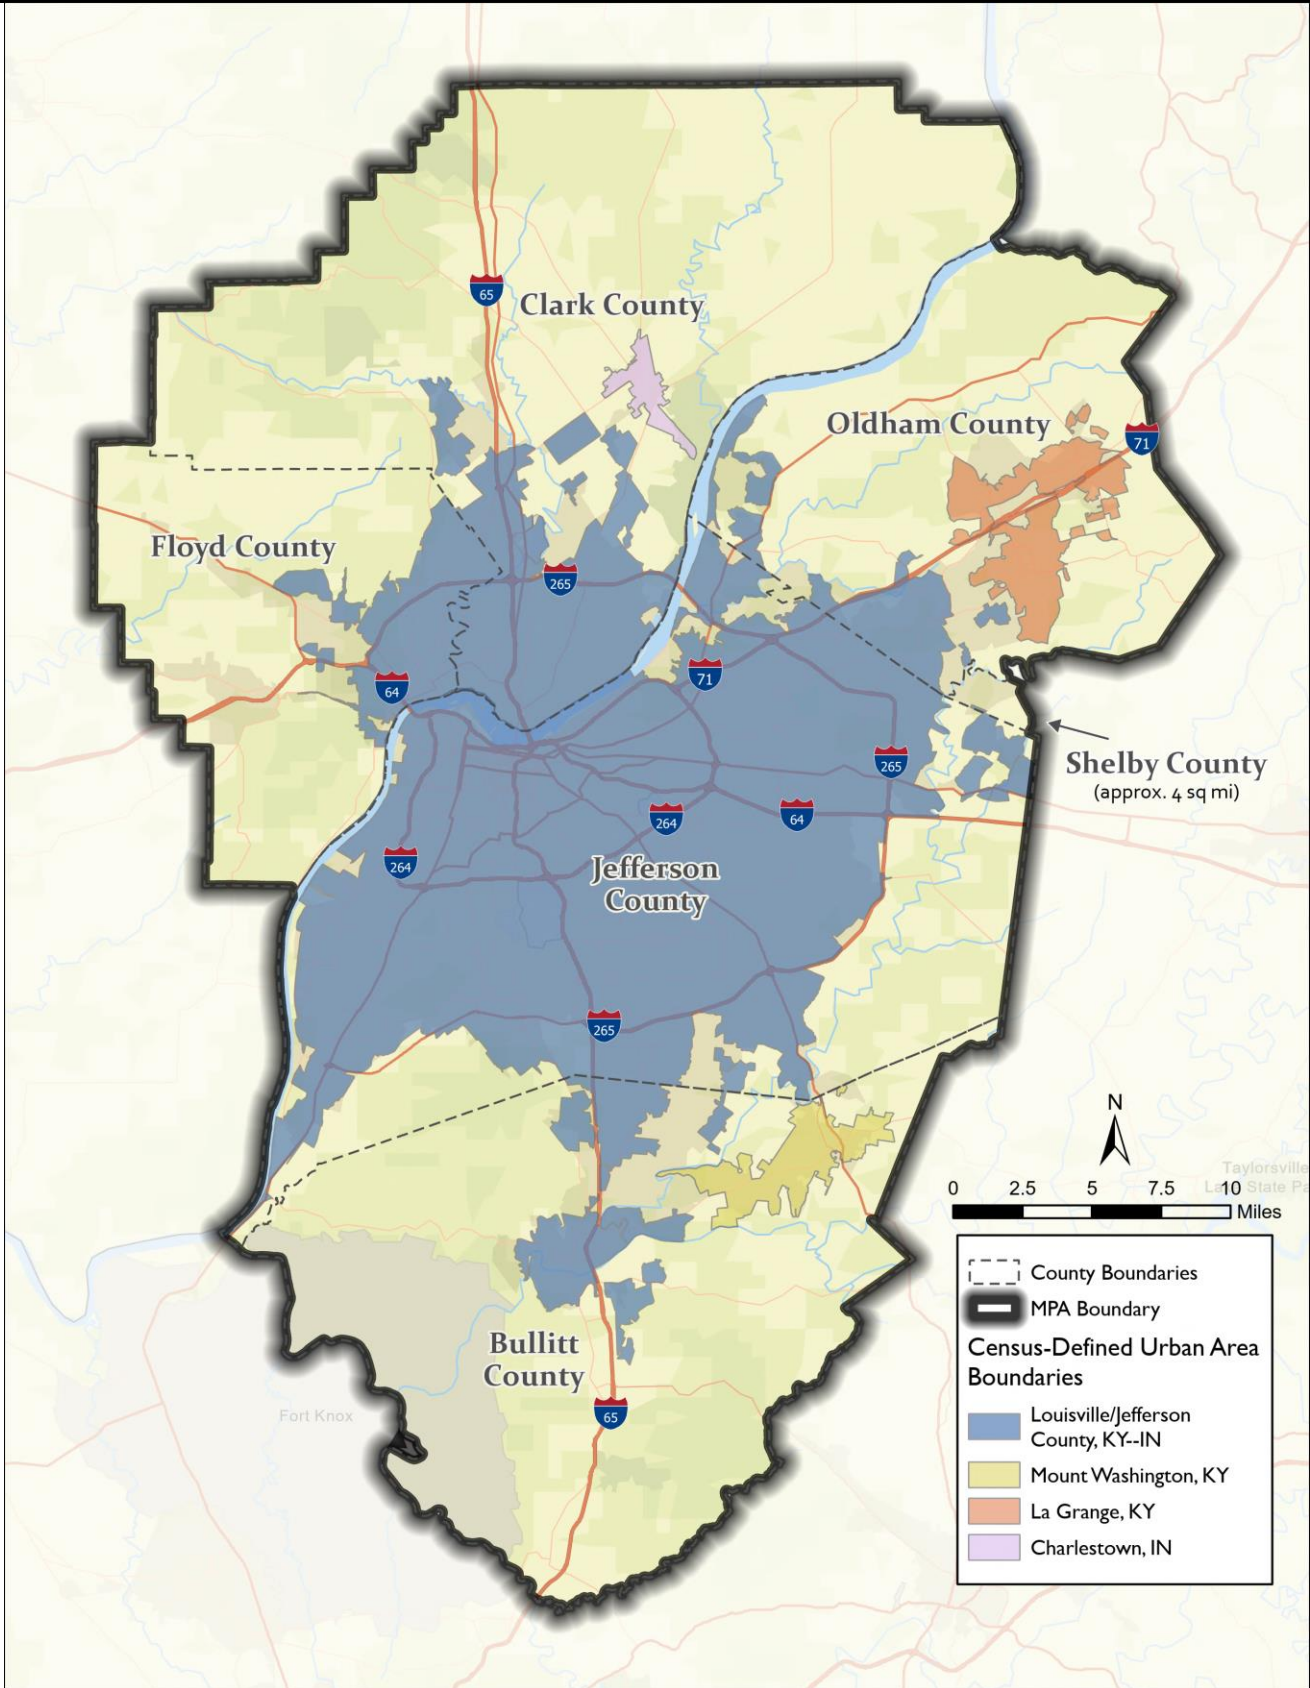 65
Clark County
Oldham County
71
Floyd County
265
64
71
265
Shelby County
(approx. 4 sq mi)
264
64
264
Jefferson
County
265
N
Taylorsville
0 2.5 5 7.5 10
Miles
County Boundaries
MPA Boundary
Census-Defined Urban Area
Boundaries
Louisville/Jefferson
County, KY--IN
Mount Washington, KY
La Grange, KY
Charlestown, IN
Bullitt
County
Fort Knox
65